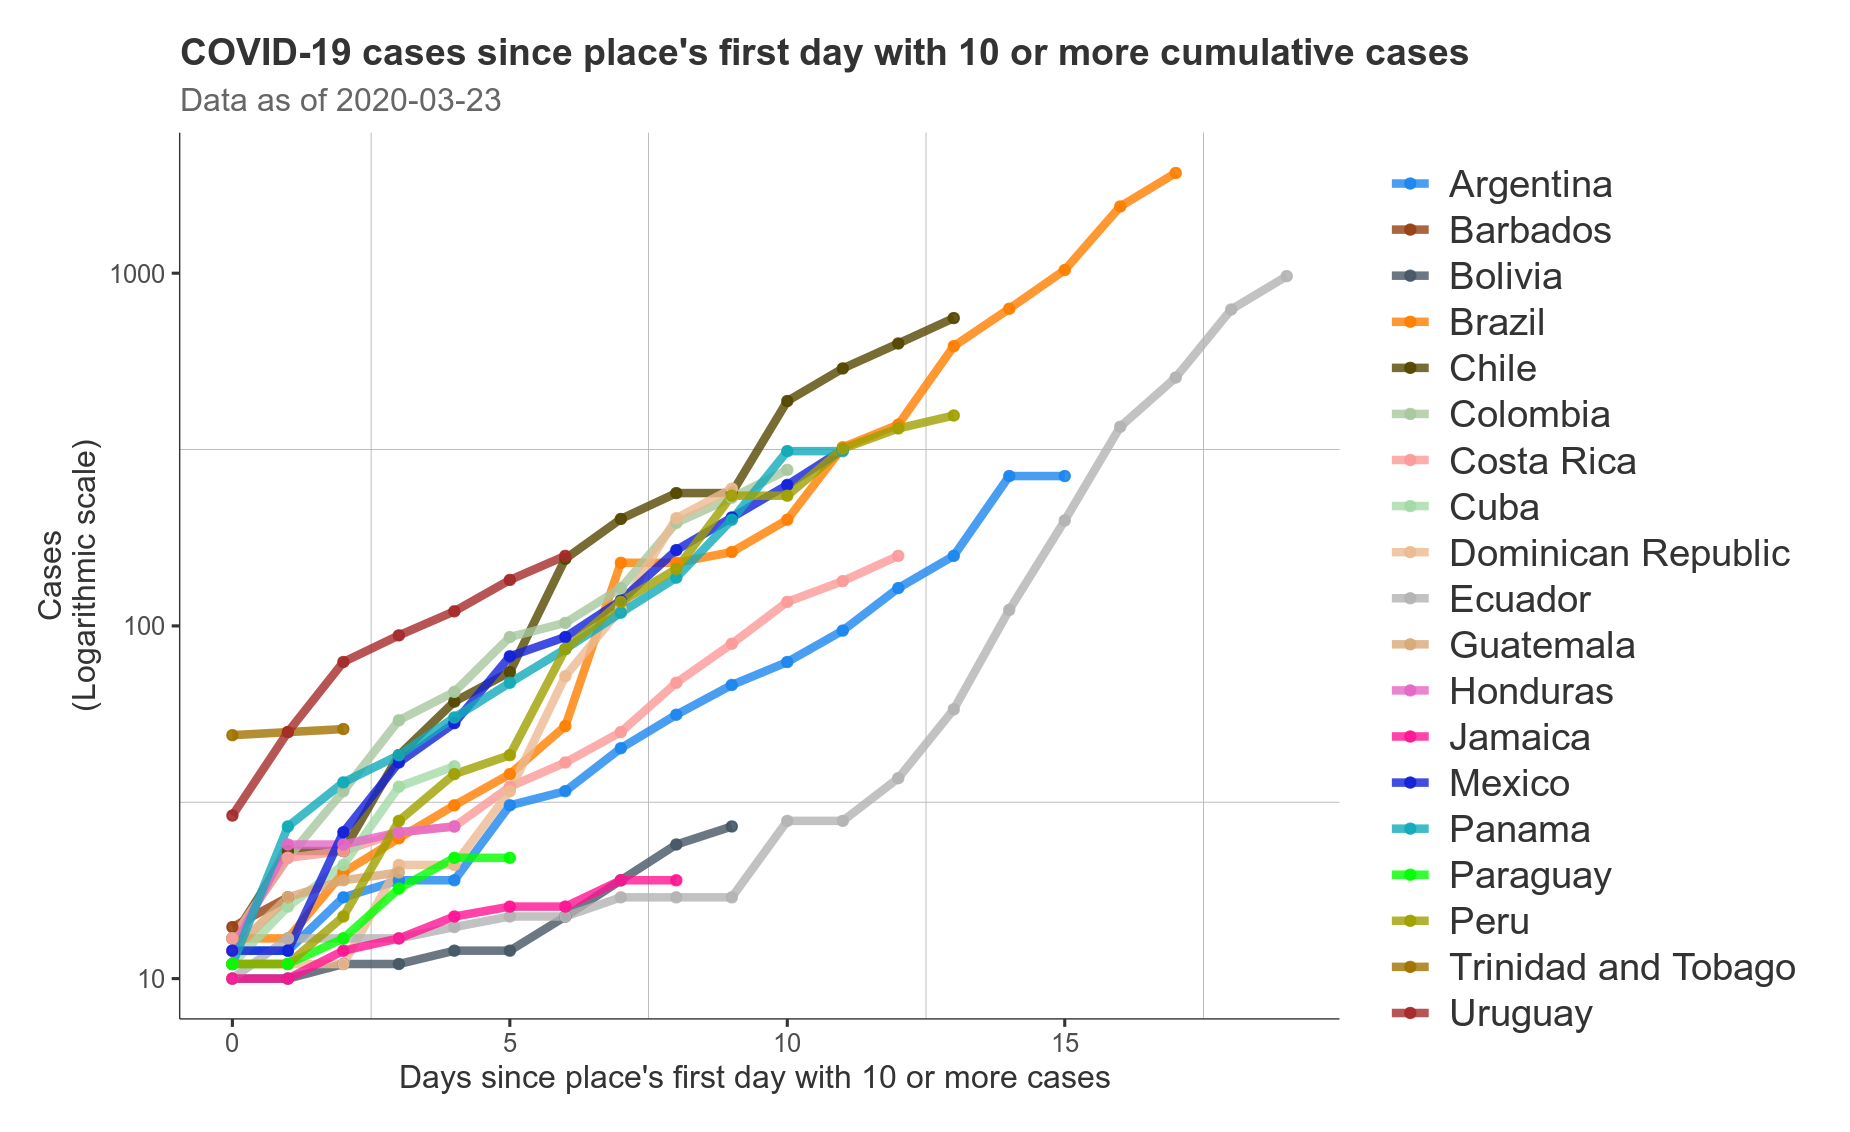 COVID-19 cases since place's first day with 10 or more cumulative cases
Data as of 2020-03-23
Cases
(Logarithmic scale)
1000
100
10
0
5
10
15
Days since place's first day with 10 or more cases
Argentina
Barbados
Bolivia
Brazil
Chile
Colombia
Costa Rica
Cuba
Dominican Republic
Ecuador
Guatemala
Honduras
Jamaica
Mexico
Panama
Paraguay
Peru
Trinidad and Tobago
Uruguay